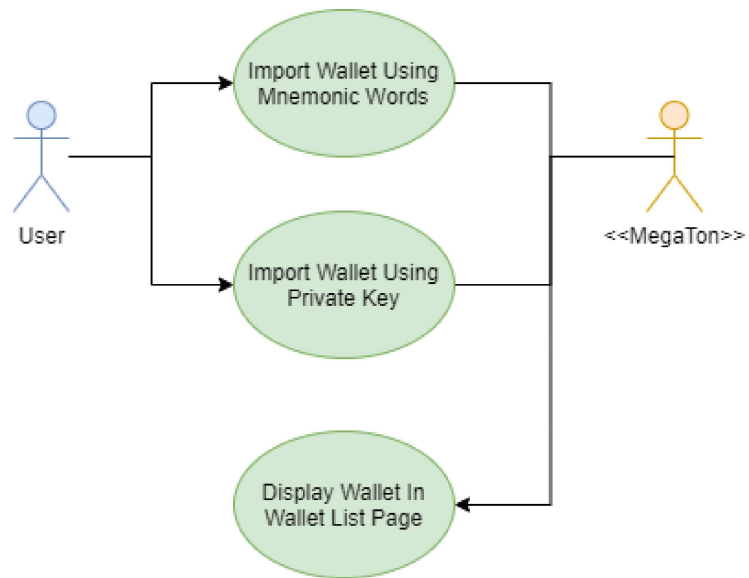 Import Wallet Using
Mnemonic Words
User
<<MegaTon>>
Import Wallet Using
Private Key
Display Wallet In
Wallet List Page